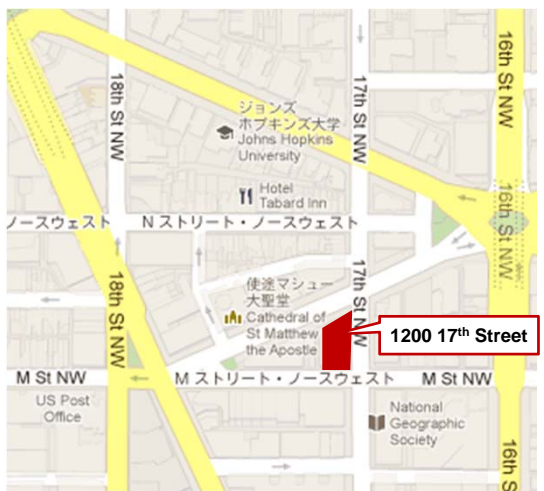 16th St NW
17th St NW
18th St NW
ジョンズ
ホプキンズ大学
Johns Hopkins
University
Hotel
Tabard Inn
16th St NW
ノースウェスト
N ストリート・ノースウェスト
17th St NW
18th St NW
使途マシュー
大聖堂
Cathedral of
St Matthew
the Apostle
1200 17th Street
M St NW
M ストリート・ノースウェスト
M St NW
US Post
Office
National
Geographic
Society
16th S